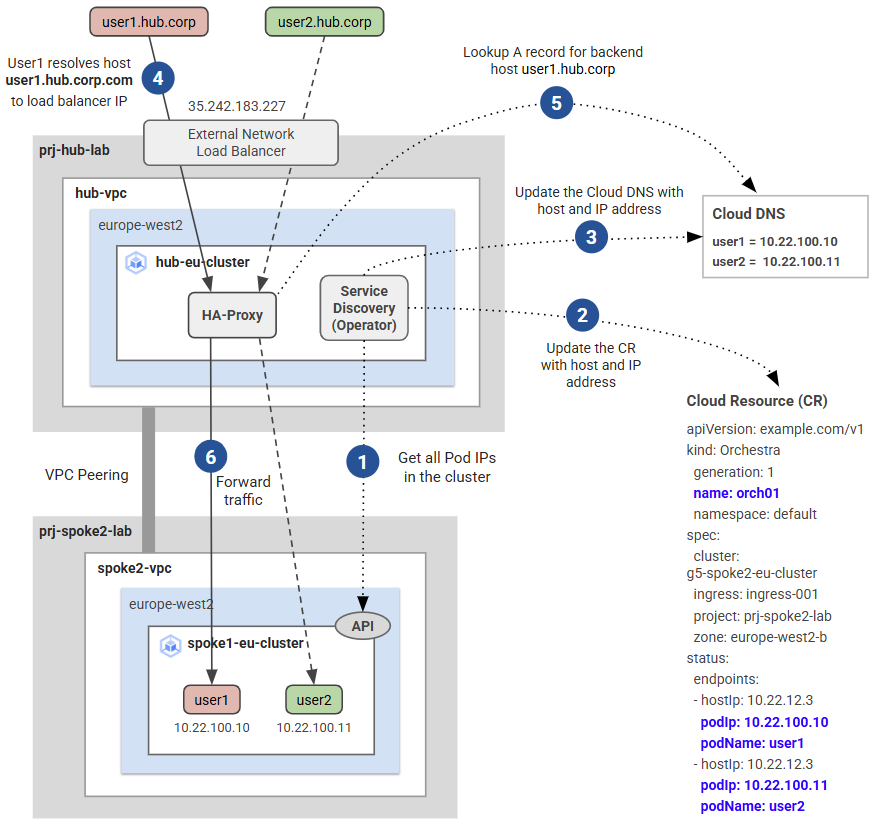 user1.hub.corp
user2.hub.corp
User1 resolves host
user1.hub.corp.com
to load balancer IP
4
35.242.183.227
External Network
Load Balancer
Lookup A record for backend
host user1.hub.corp
5
prj-hub-lab
hub-vpc
europe-west2
hub-eu-cluster
HA-Proxy
Service
Discovery
(Operator)
Update the Cloud DNS with
host and IP address
3
Cloud DNS
user1 = 10.22.100.10
user2 = 10.22.100.11
2
Update the CR
with host and IP
address
6
Forward
traffic
1
Get all Pod IPs
in the cluster
VPC Peering
prj-spoke2-lab
spoke2-vpc
europe-west2
API
spoke1-eu-cluster
user1
user2
10.22.100.10
10.22.100.11
Cloud Resource (CR)
apiVersion: example.com/v1
kind: Orchestra
generation: 1
name: orch01
namespace: default
spec:
cluster:
g5-spoke2-eu-cluster
ingress: ingress-001
project: prj-spoke2-lab
zone: europe-west2-b
status:
endpoints:
- hostIp: 10.22.12.3
podIp: 10.22.100.10
podName: user1
- hostIp: 10.22.12.3
podIp: 10.22.100.11
podName: user2